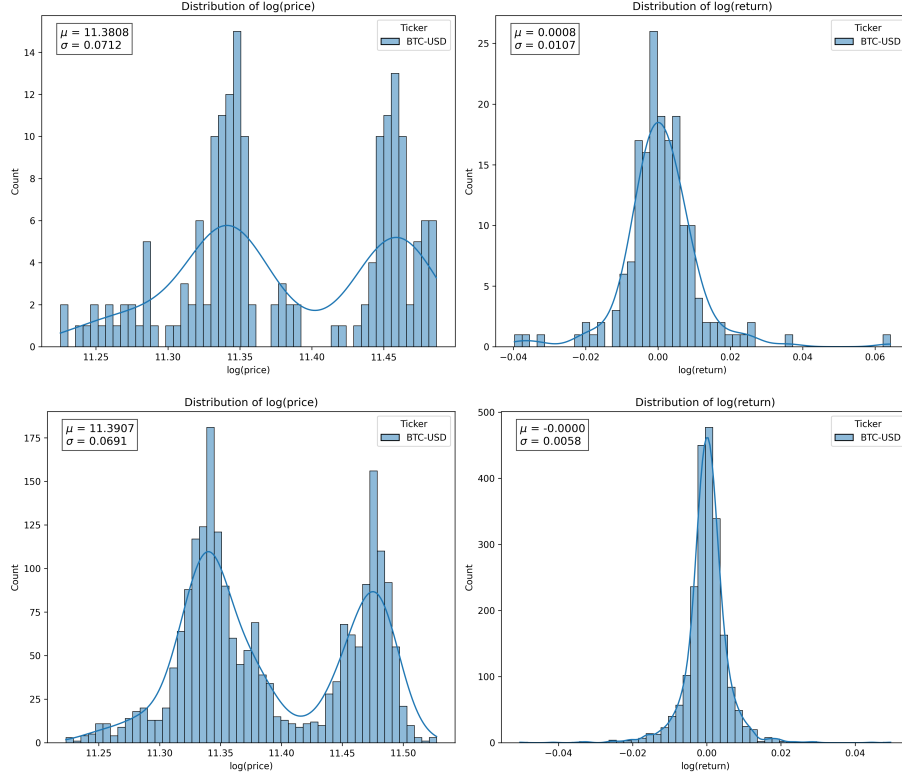 Distribution of log(price)
μ = 11.3808
σ = 0.0712
Ticker
BTC-USD
14
12
10
8
6
4
2
0
Count
11.25 11.30 11.35 11.40 11.45
log(price)
Distribution of log(return)
μ = 0.0008
σ = 0.0107
Ticker
BTC-USD
25
20
15
10
5
0
Count
−0.04 −0.02 0.00 0.02 0.04 0.06
log(return)
Distribution of log(price)
μ = 11.3907
σ = 0.0691
Ticker
BTC-USD
175
150
125
100
75
50
25
0
Count
11.25 11.30 11.35 11.40 11.45 11.50
log(price)
Distribution of log(return)
μ = -0.0000
σ = 0.0058
Ticker
BTC-USD
500
400
300
200
100
0
Count
−0.04 −0.02 0.00 0.02 0.04
log(return)